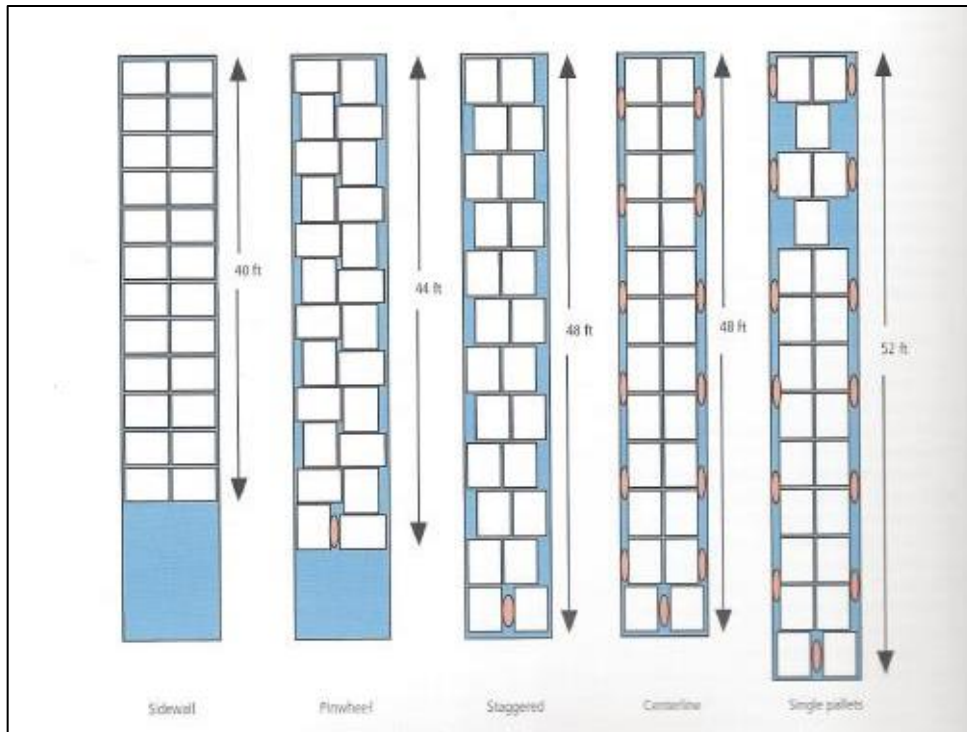 40 ft
44 ft
48 ft
48 ft
52 ft
Sidewall
Pinwheel
Staggered
Centerline
Single pallets